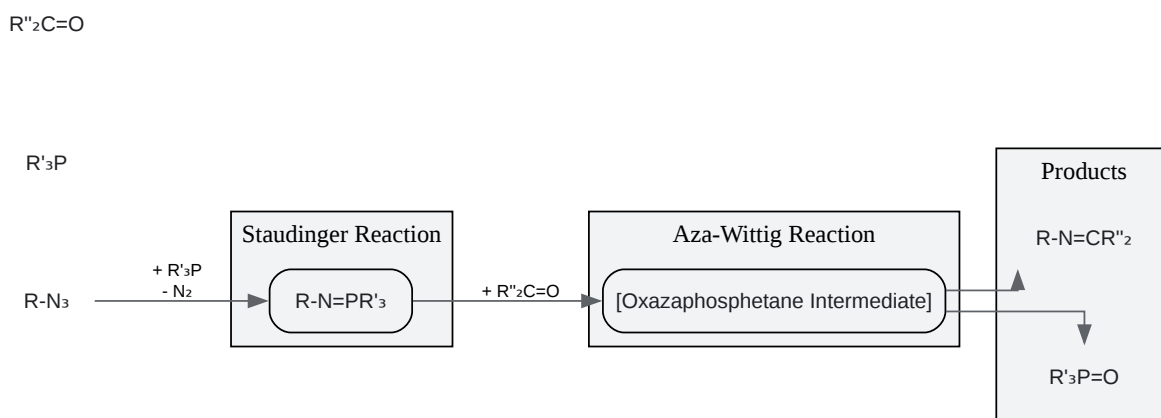 R"₂C=O
R'₃P
Products
Staudinger Reaction
Aza-Wittig Reaction
R-N=CR"₂
+ R'₃P
- N₂
R-N₃
R-N=PR'₃
+ R"₂C=O
[Oxazaphosphetane Intermediate]
R'₃P=O